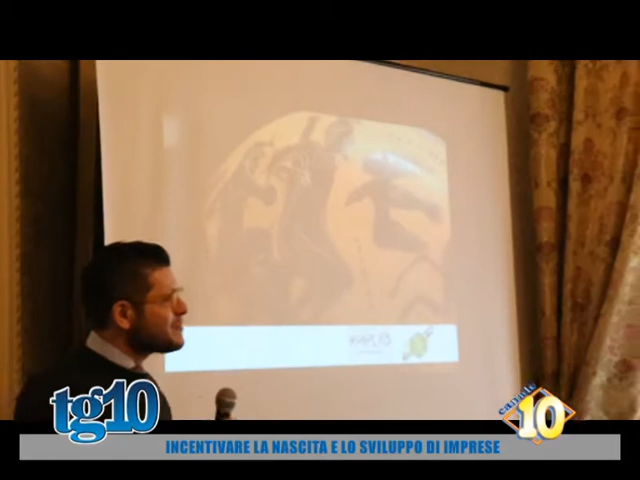 tg10
canale
10
INCENTIVARE LA NASCITA E LO SVILUPPO DI IMPRESE